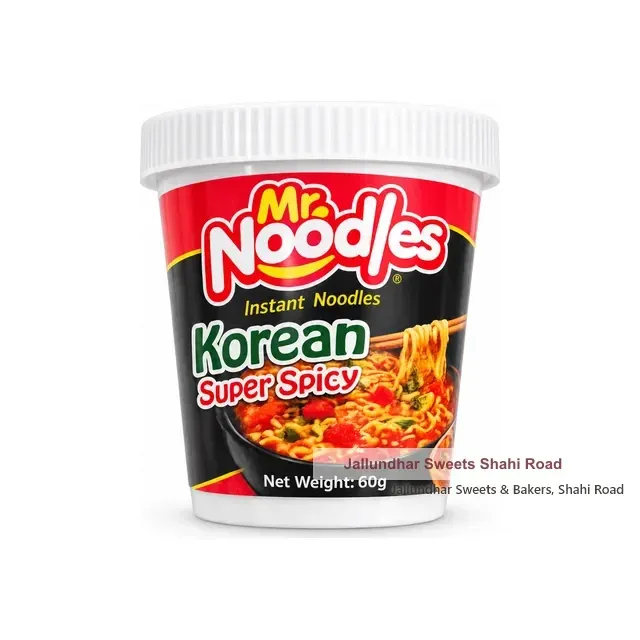 Mr.
Noodles
®
Instant Noodles
Korean
Super Spicy
Net Weight: 60g
Jallundhar Sweets Shahi Road
Jallundhar Sweets & Bakers, Shahi Road